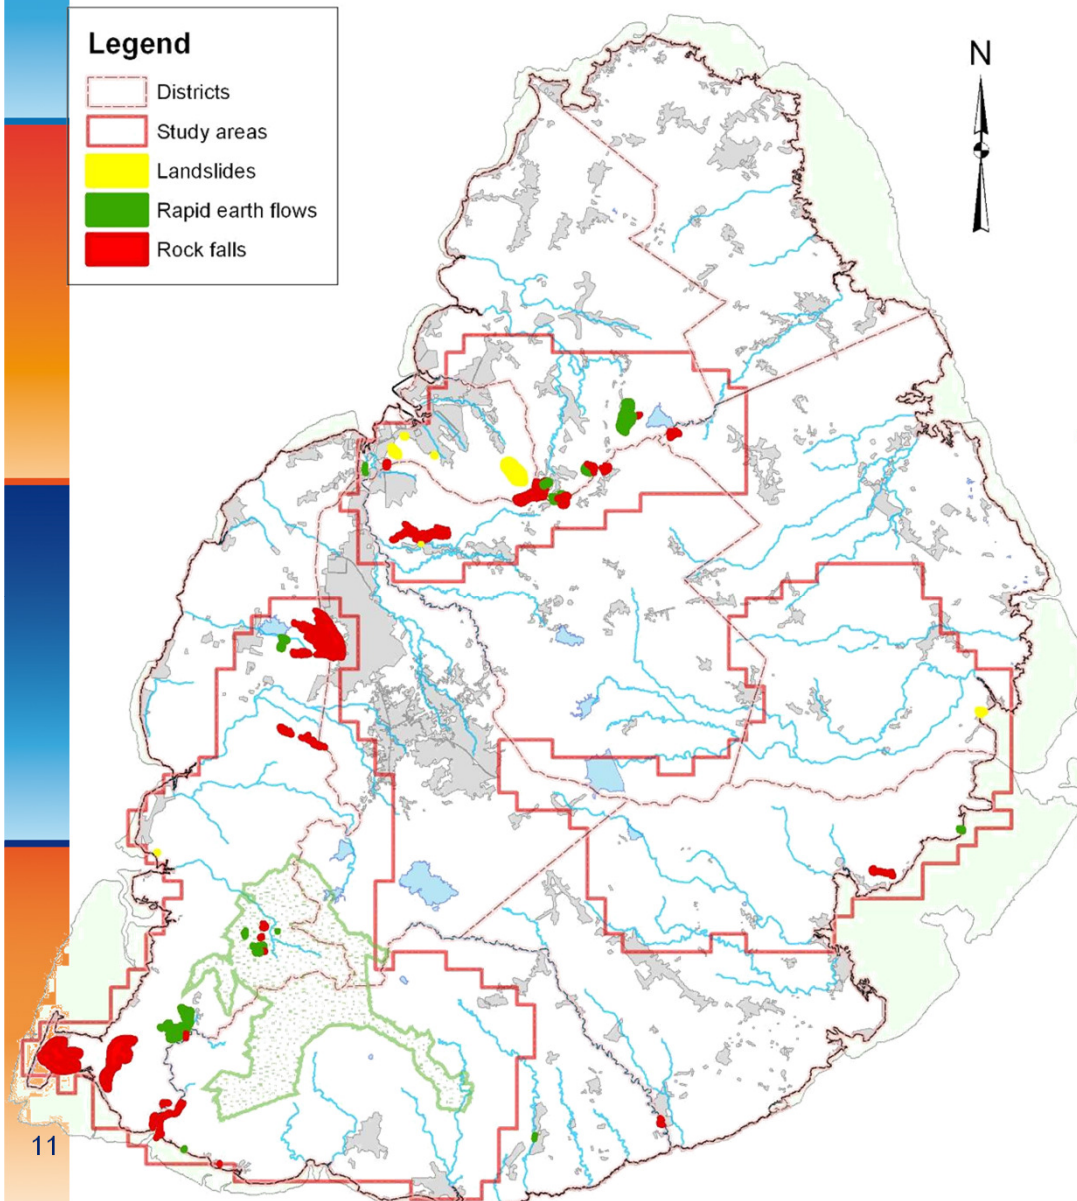 Legend
Districts
Study areas
Landslides
Rapid earth flows
Rock falls
N
11